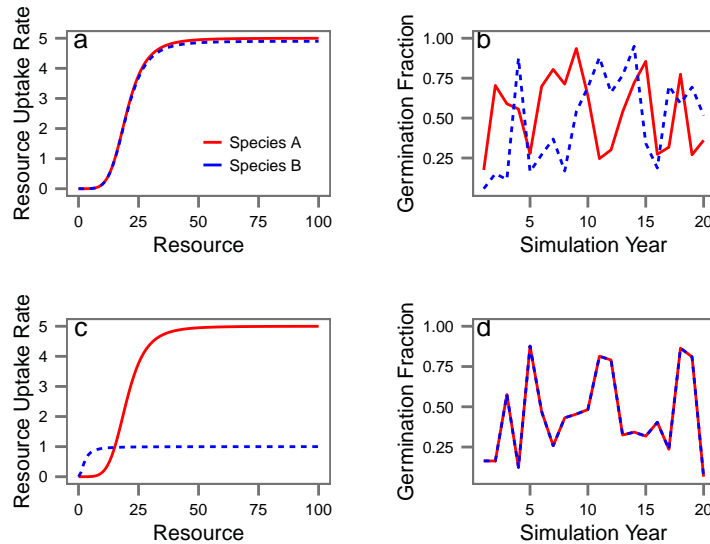 a
Resource Uptake Rate
5
4
3
2
1
0
Species A
Species B
0 25 50 75 100
Resource
b
Germination Fraction
1.00
0.75
0.50
0.25
5 10 15 20
Simulation Year
c
Resource Uptake Rate
5
4
3
2
1
0
0 25 50 75 100
Resource
d
Germination Fraction
1.00
0.75
0.50
0.25
5 10 15 20
Simulation Year